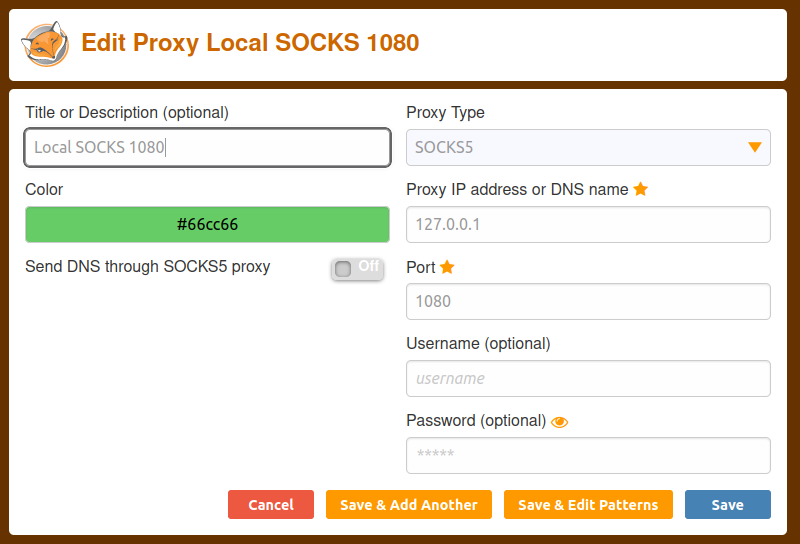 Edit Proxy Local SOCKS 1080
Title or Description (optional)
Local SOCKS 1080
Color
#66cc66
Send DNS through SOCKS5 proxy
Off
Proxy Type
SOCKS5
Proxy IP address or DNS name
127.0.0.1
Port
1080
Username (optional)
username
Password (optional)
*****
Cancel
Save & Add Another
Save & Edit Patterns
Save